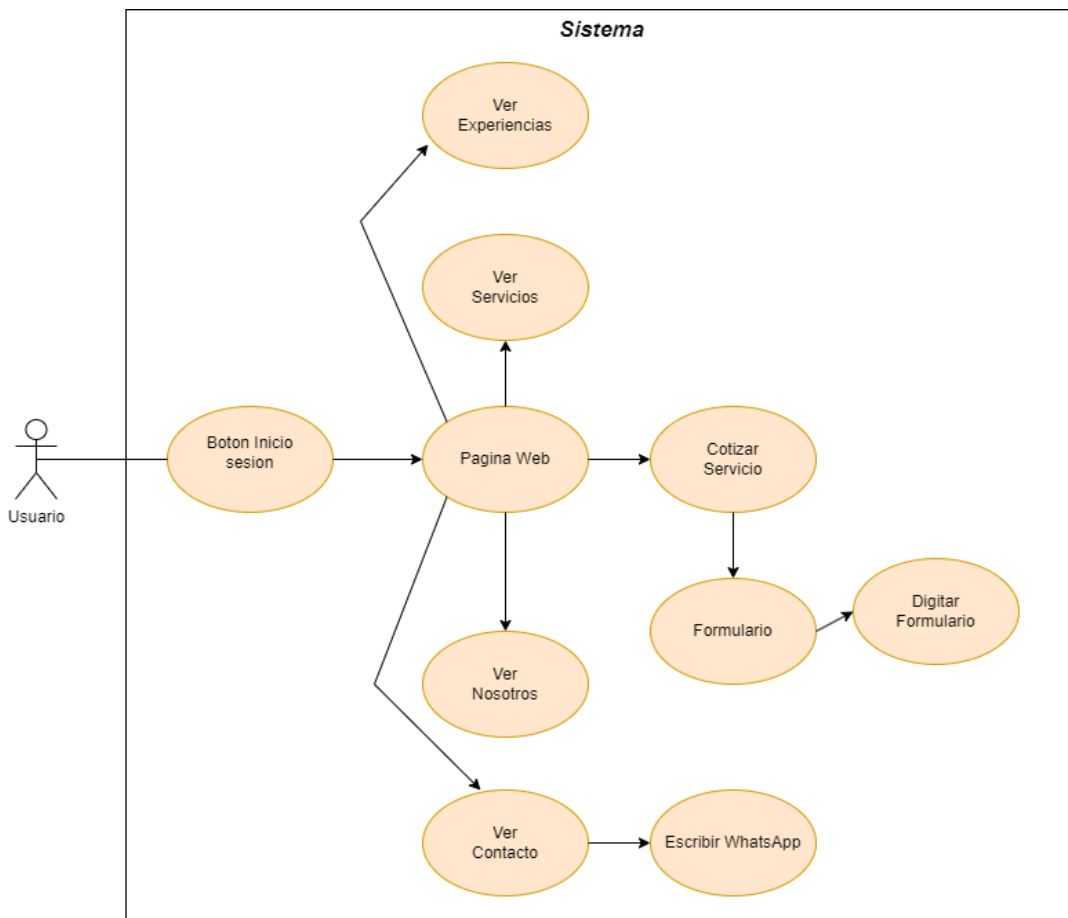 Sistema
Ver
Experiencias
Ver
Servicios
Boton Inicio
sesion
Pagina Web
Cotizar
Servicio
Usuario
Formulario
Digitar
Formulario
Ver
Nosotros
Ver
Contacto
Escribir WhatsApp